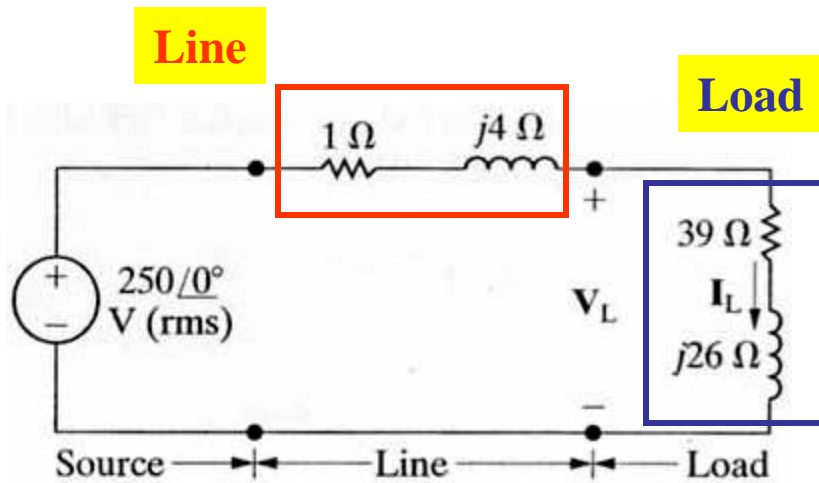 Line
Load
1 Ω
j4 Ω
+
39 Ω
+
250/0°
V (rms)
−
V_L
I_L
j26 Ω
−
Source
Line
Load